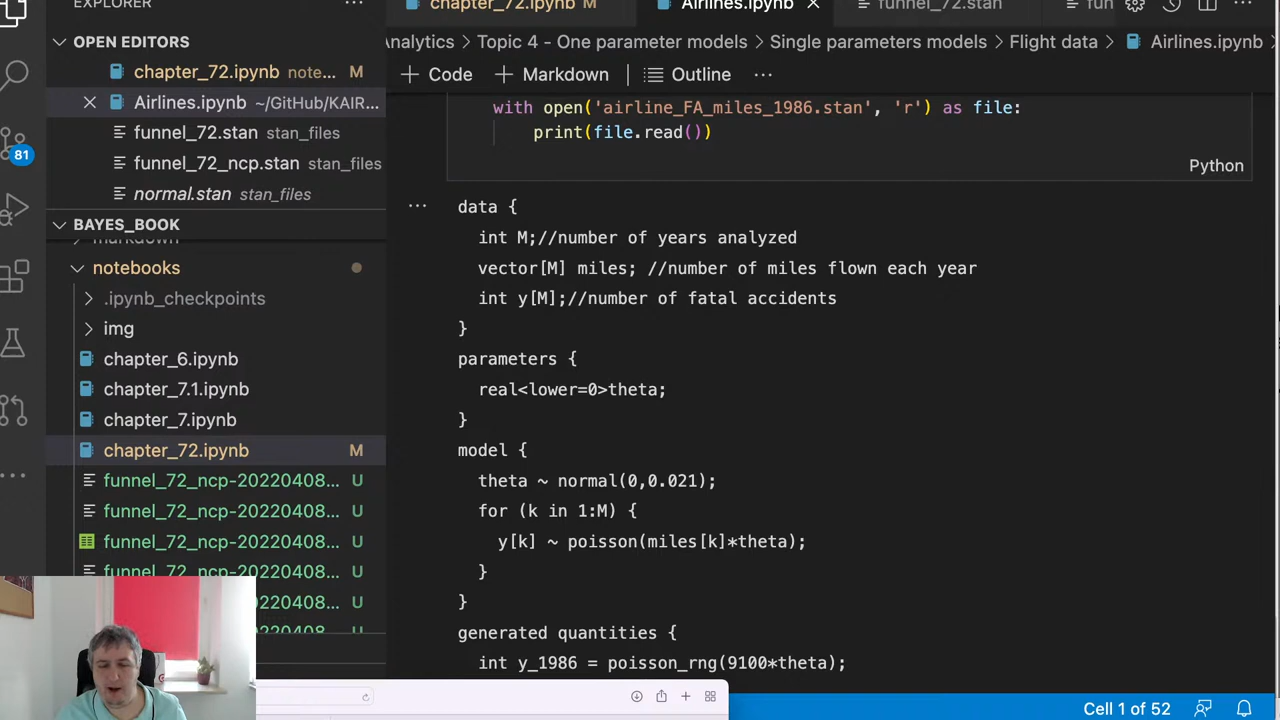 EXPLORER ...
chapter_72.ipynb M
Airlines.ipynb
funnel_72.stan
fun
OPEN EDITORS
chapter_72.ipynb note... M
Airlines.ipynb ~/GitHub/KAIR...
funnel_72.stan stan_files
funnel_72_ncp.stan stan_files
normal.stan stan_files
81
BAYES_BOOK
markdown
notebooks
.ipynb_checkpoints
img
chapter_6.ipynb
chapter_7.1.ipynb
chapter_7.ipynb
chapter_72.ipynb M
funnel_72_ncp-20220408... U
funnel_72_ncp-20220408... U
funnel_72_ncp-20220408... U
funnel_72_ncp-20220408... U
220408... U
220408... U
Analytics > Topic 4 - One parameter models > Single parameters models > Flight data > Airlines.ipynb >
+ Code + Markdown Outline ...
with open('airline_FA_miles_1986.stan', 'r') as file:
print(file.read())
Python
...
data {
int M;//number of years analyzed
vector[M] miles; //number of miles flown each year
int y[M];//number of fatal accidents
}
parameters {
real<lower=0>theta;
}
model {
theta ~ normal(0,0.021);
for (k in 1:M) {
y[k] ~ poisson(miles[k]*theta);
}
}
generated quantities {
int y_1986 = poisson_rng(9100*theta);
Cell 1 of 52